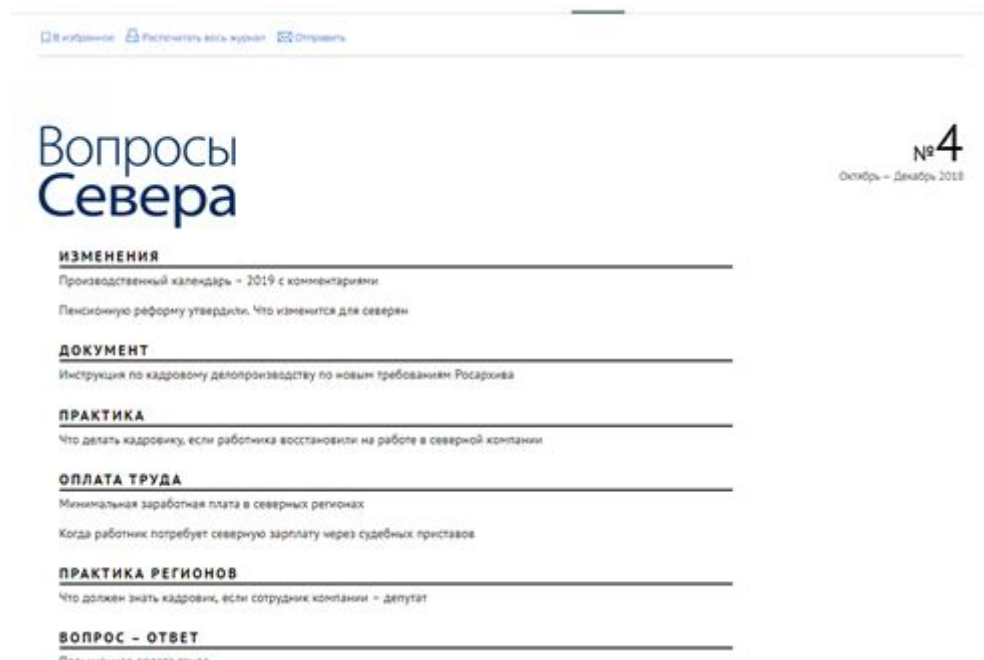 В избранное Распечатать весь журнал Отправить
Вопросы
Севера
№4
Октябрь – Декабрь 2018
ИЗМЕНЕНИЯ
Производственный календарь – 2019 с комментариями
Пенсионную реформу утвердили. Что изменится для северян
ДОКУМЕНТ
Инструкция по кадровому делопроизводству по новым требованиям Росархива
ПРАКТИКА
Что делать кадровику, если работника восстановили на работе в северной компании
ОПЛАТА ТРУДА
Минимальная заработная плата в северных регионах
Когда работник потребует северную зарплату через судебных приставов
ПРАКТИКА РЕГИОНОВ
Что должен знать кадровик, если сотрудник компании – депутат
ВОПРОС – ОТВЕТ